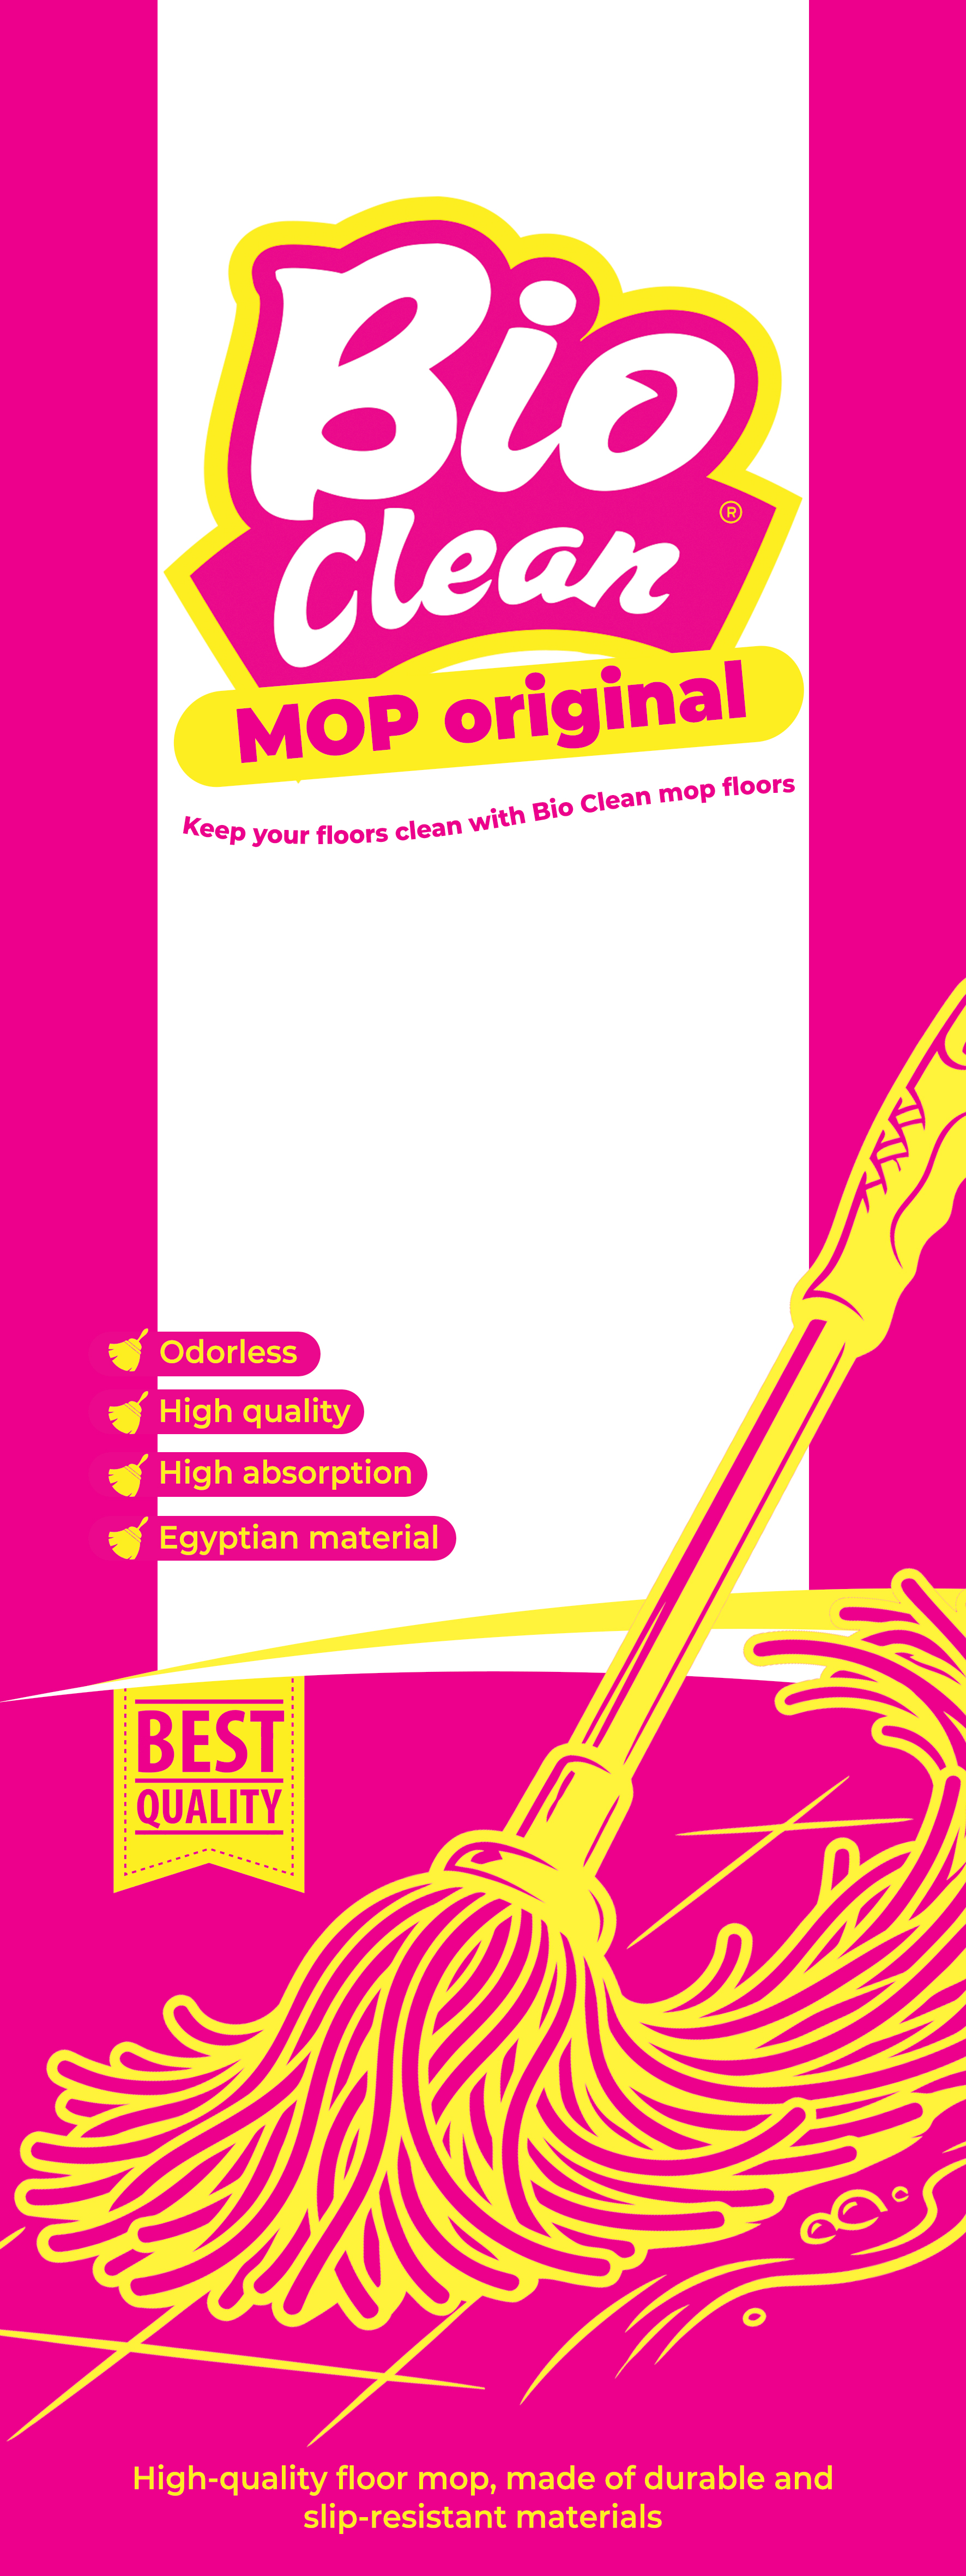 Bio
Clean
®
MOP original
Keep your floors clean with Bio Clean mop floors
Odorless
High quality
High absorption
Egyptian material
BEST
QUALITY
High-quality floor mop, made of durable and
slip-resistant materials